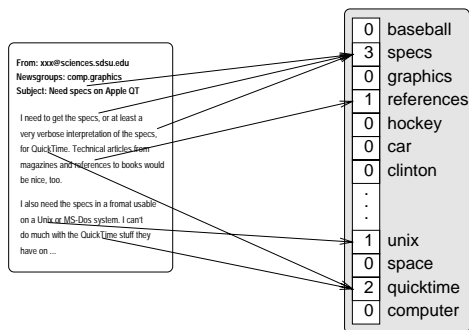 From: xxx@sciences.sdsu.edu
Newsgroups: comp.graphics
Subject: Need specs on Apple QT
I need to get the specs, or at least a
very verbose interpretation of the specs,
for QuickTime. Technical articles from
magazines and references to books would
be nice, too.
I also need the specs in a fromat usable
on a Unix or MS-Dos system. I can't
do much with the QuickTime stuff they
have on ...
0 baseball
3 specs
0 graphics
1 references
0 hockey
0 car
0 clinton
.
.
.
1 unix
0 space
2 quicktime
0 computer